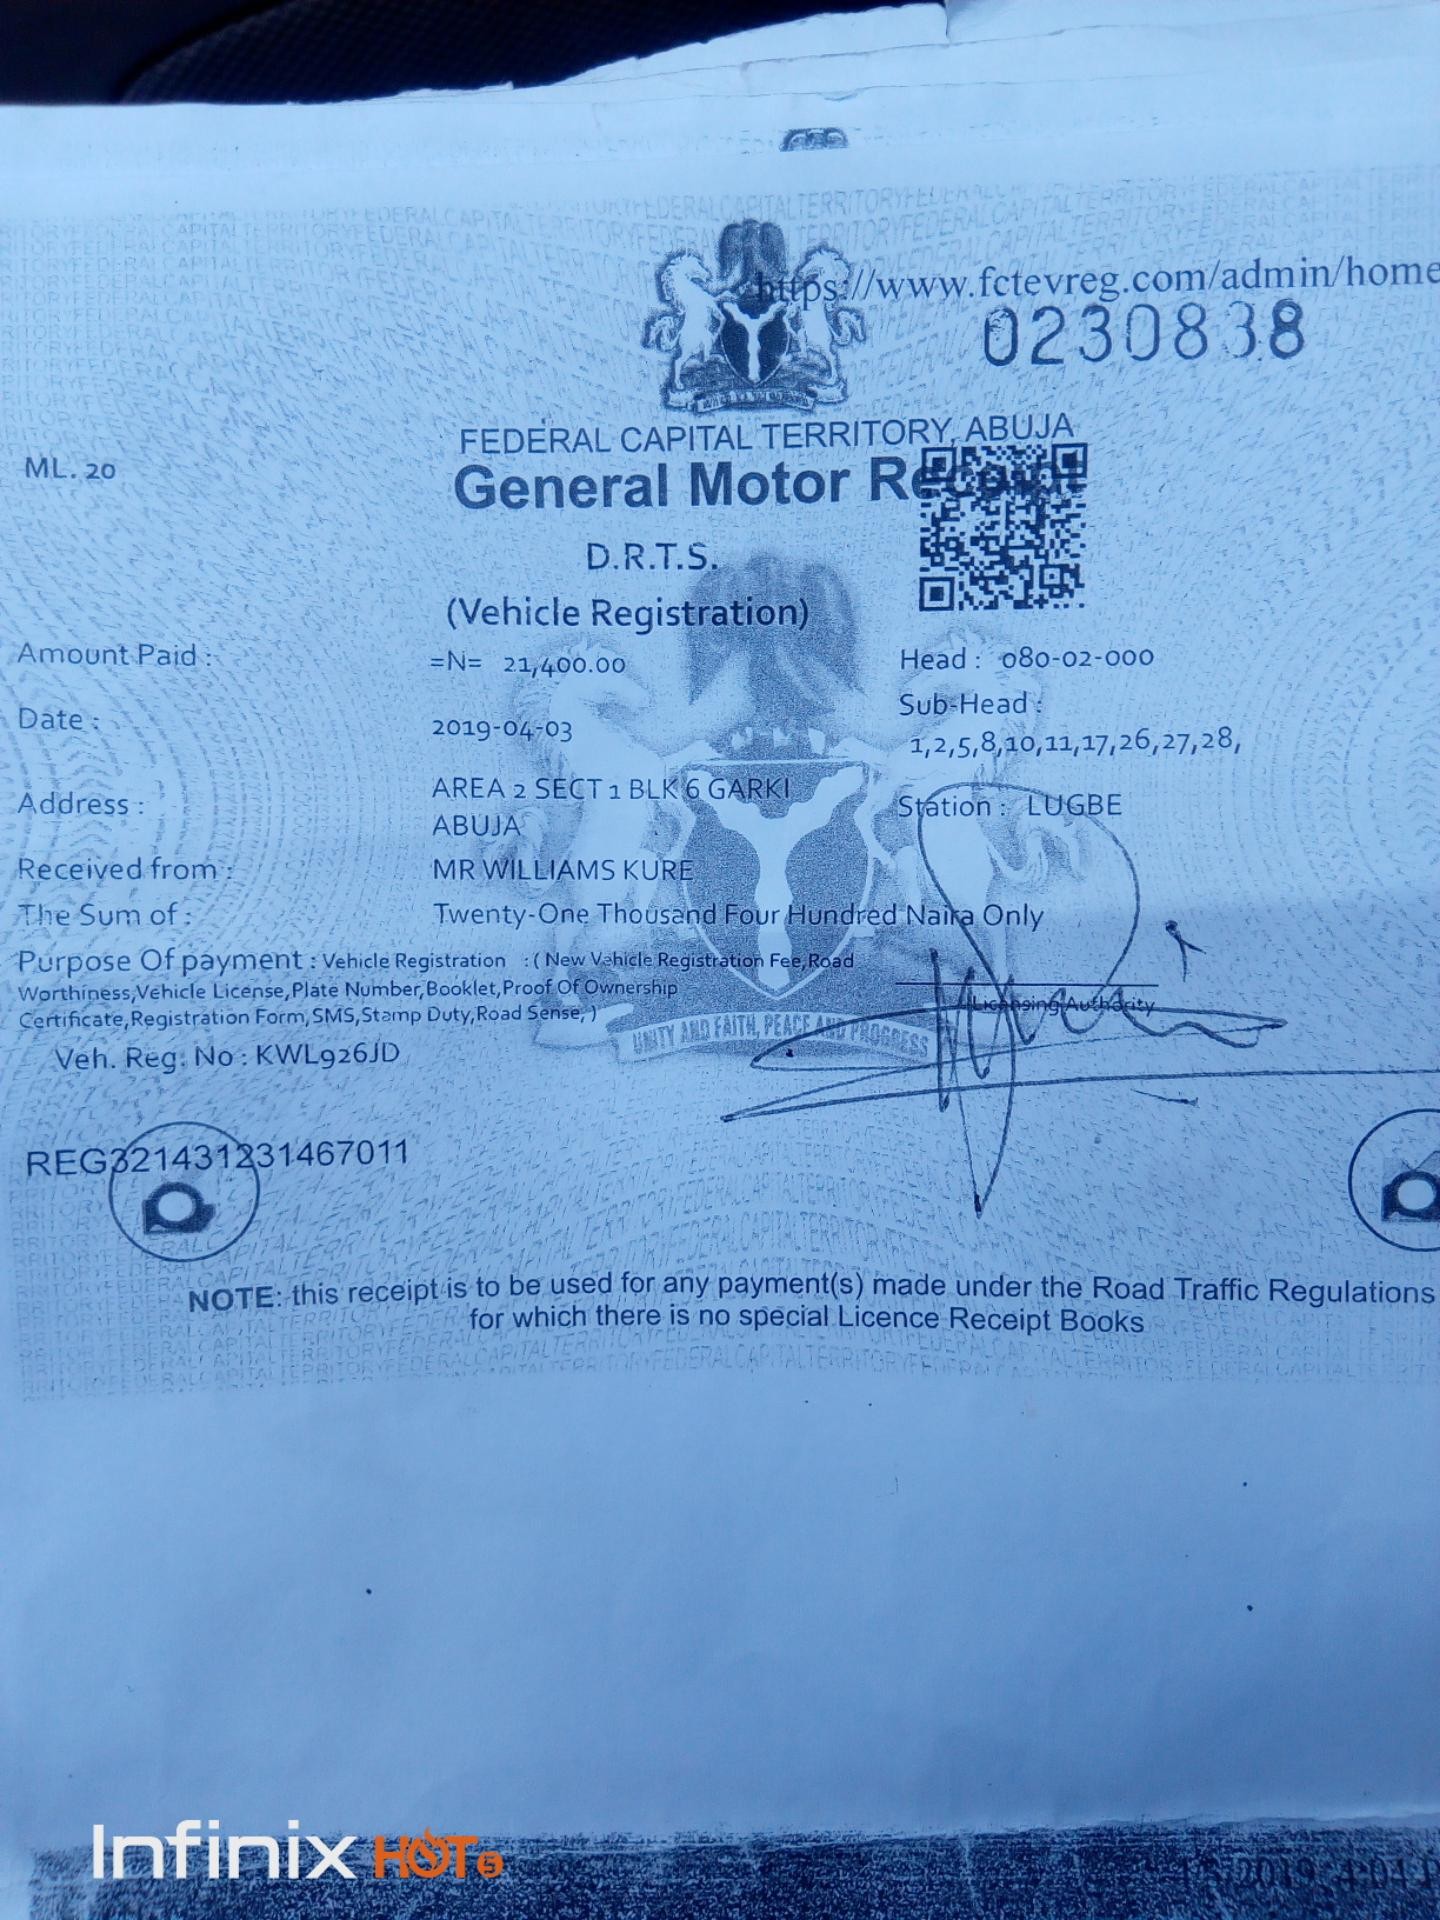 https://www.fctevreg.com/admin/home
0230838
FEDERAL CAPITAL TERRITORY, ABUJA
ML. 20
General Motor Receipt
D.R.T.S.
(Vehicle Registration)
Amount Paid : =N= 21,400.00 Head : 080-02-000
Date : 2019-04-03 Sub-Head :
1,2,5,8,10,11,17,26,27,28,
Address : AREA 2 SECT 1 BLK 6 GARKI
ABUJA
Station : LUGBE
Received from : MR WILLIAMS KURE
The Sum of : Twenty-One Thousand Four Hundred Naira Only
Purpose Of payment : Vehicle Registration : ( New Vehicle Registration Fee,Road
Worthiness,Vehicle License,Plate Number,Booklet,Proof Of Ownership
Certificate,Registration Form,SMS,Stamp Duty,Road Sense, )
Licensing Authority
UNITY AND FAITH, PEACE AND PROGRESS
Veh. Reg. No : KWL926JD
REG321431231467011
NOTE: this receipt is to be used for any payment(s) made under the Road Traffic Regulations
for which there is no special Licence Receipt Books
Infinix HOT 5